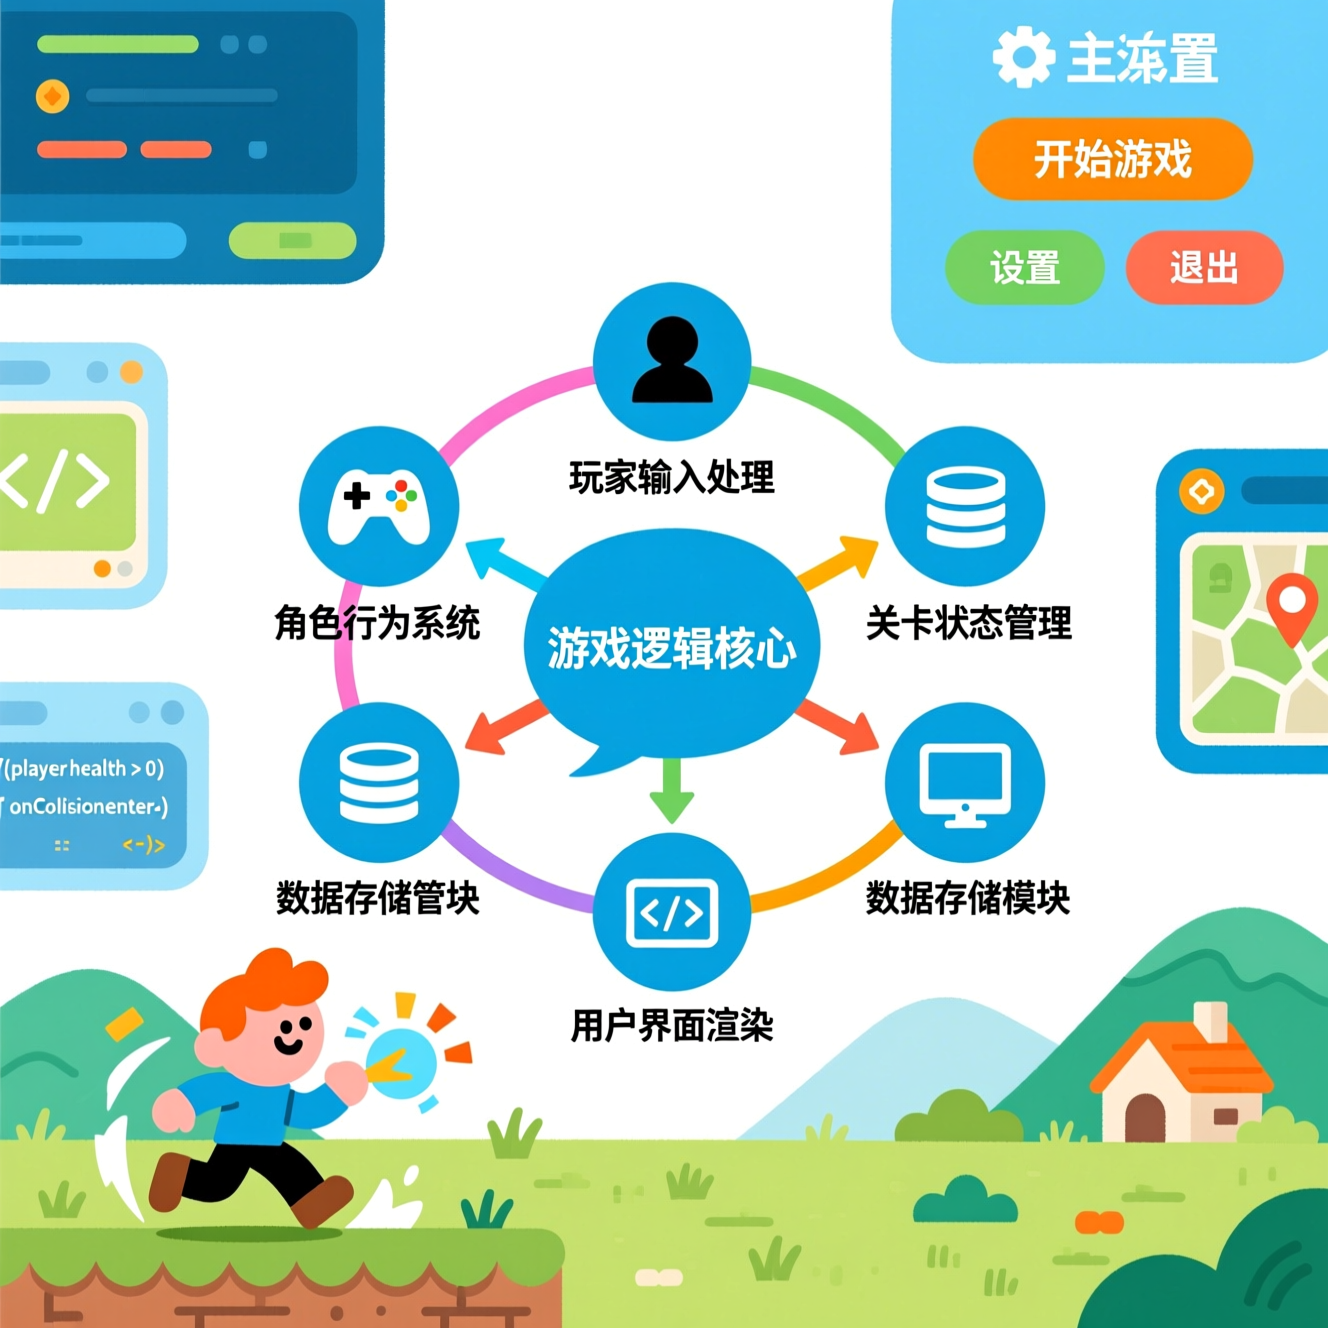 主冻置
开始游戏
设置
退出
玩家输入处理
角色行为系统
关卡状态管理
游戏逻辑核心
(player health > 0)
onColisionenter-)
<-)>
数据存储管块
数据存储模块
用户界面渲染